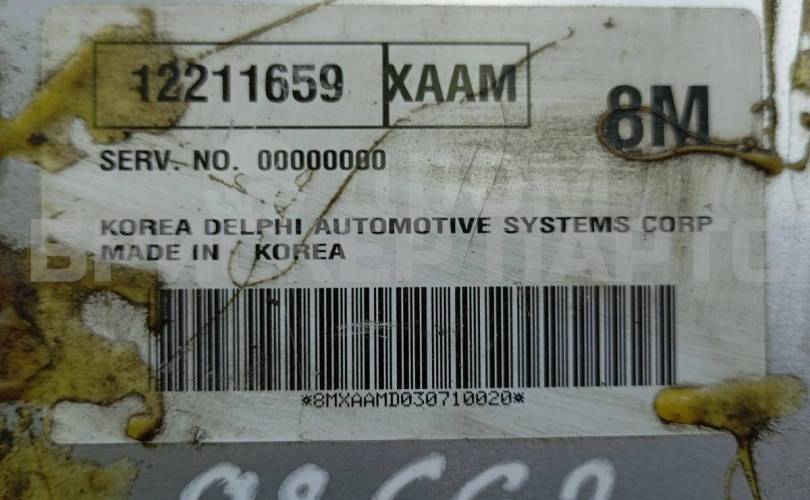 12211659 XAAM
8M
SERV. NO. 00000000
KOREA DELPHI AUTOMOTIVE SYSTEMS CORP
MADE IN KOREA
*8MXAAMD030710020*